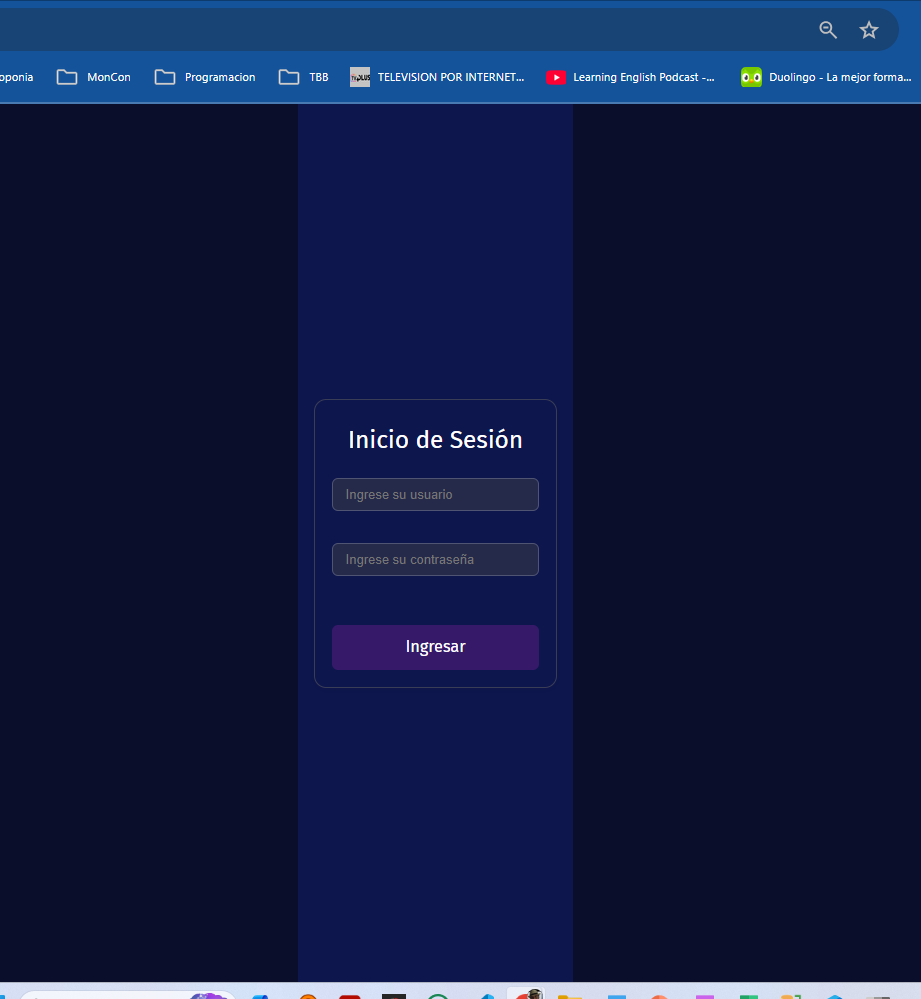 oponia
MonCon
Programacion
TBB
TELEVISION POR INTERNET...
Learning English Podcast -...
Duolingo - La mejor forma...
Inicio de Sesión
Ingrese su usuario
Ingrese su contraseña
Ingresar